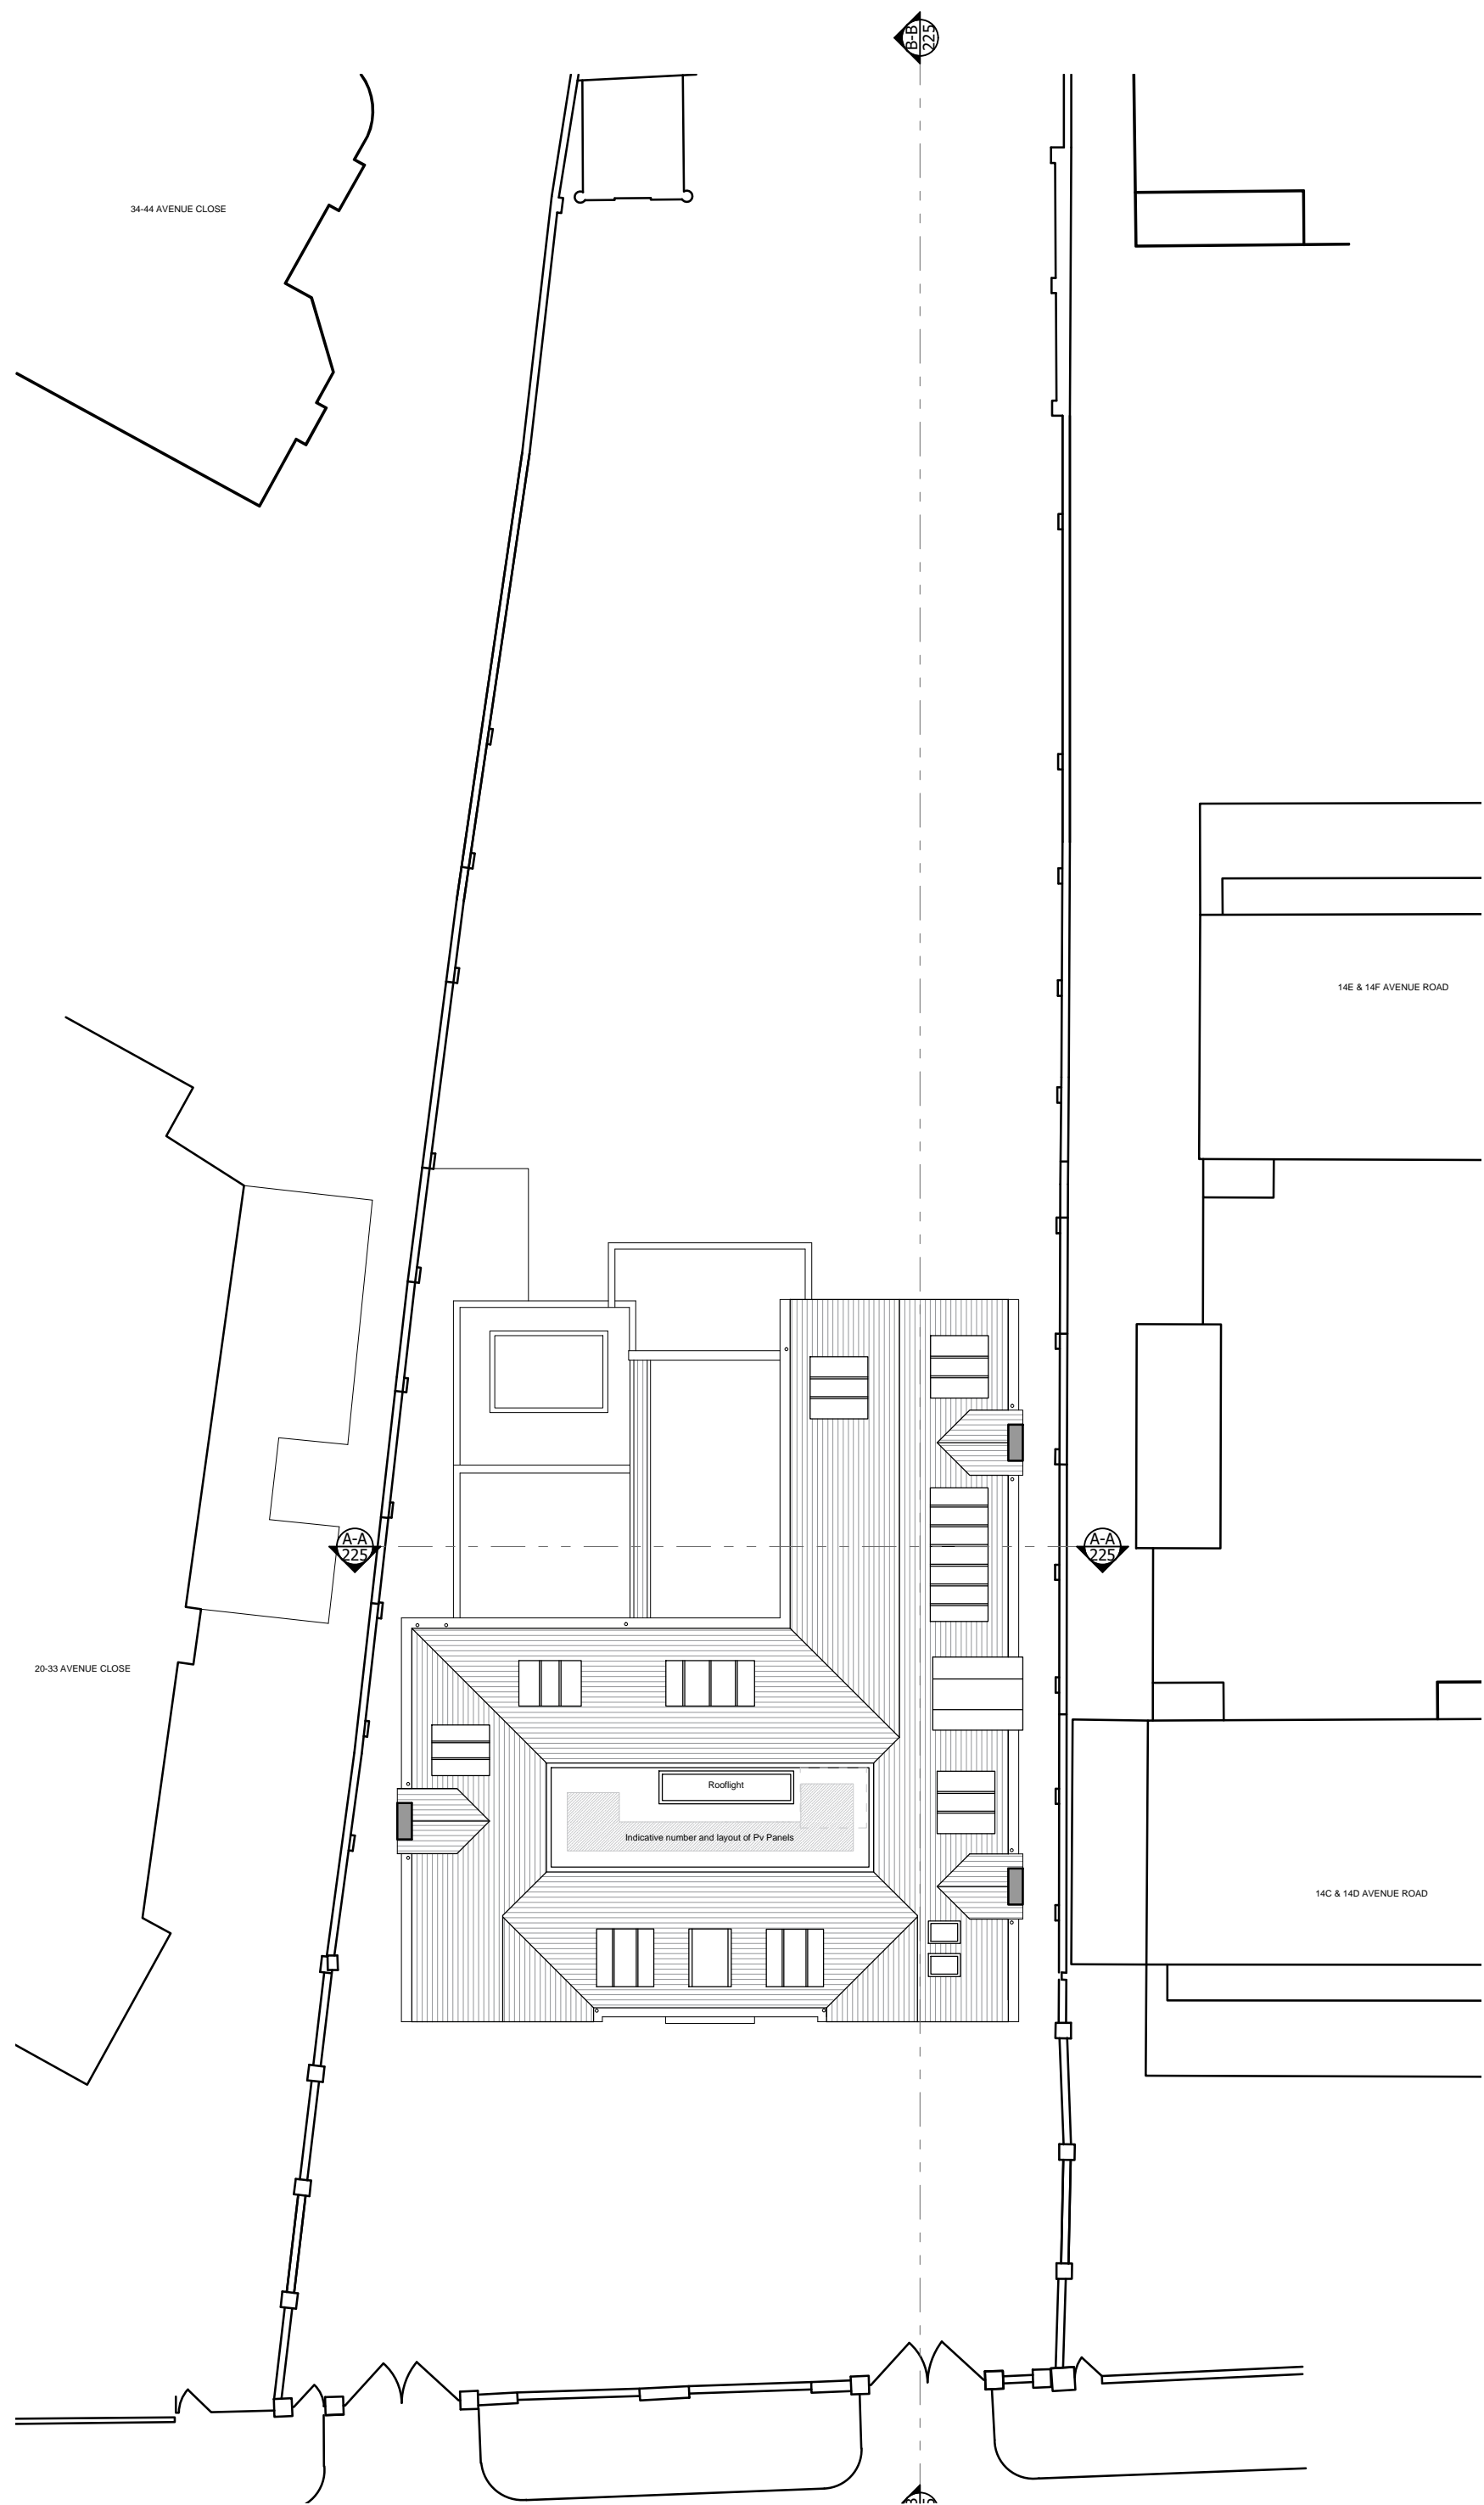 B-B
225
34-44 AVENUE CLOSE
14E & 14F AVENUE ROAD
A-A
225
A-A
225
20-33 AVENUE CLOSE
Rooflight
Indicative number and layout of Pv Panels
14C & 14D AVENUE ROAD